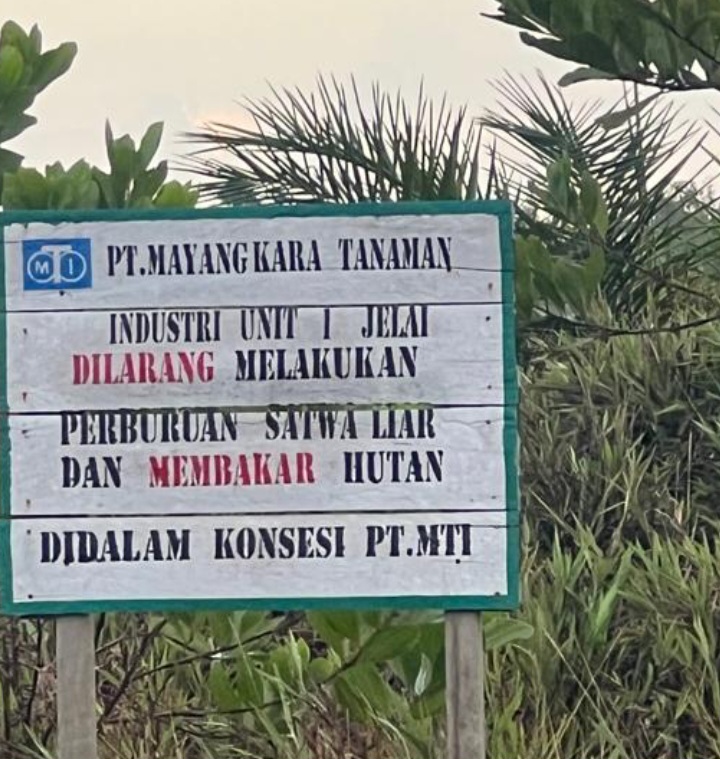 MTI
PT.MAYANGKARA TANAMAN
INDUSTRI UNIT 1 JELAI
DILARANG MELAKUKAN
PERBURUAN SATWA LIAR
DAN MEMBAKAR HUTAN
DIDALAM KONSESI PT.MTI